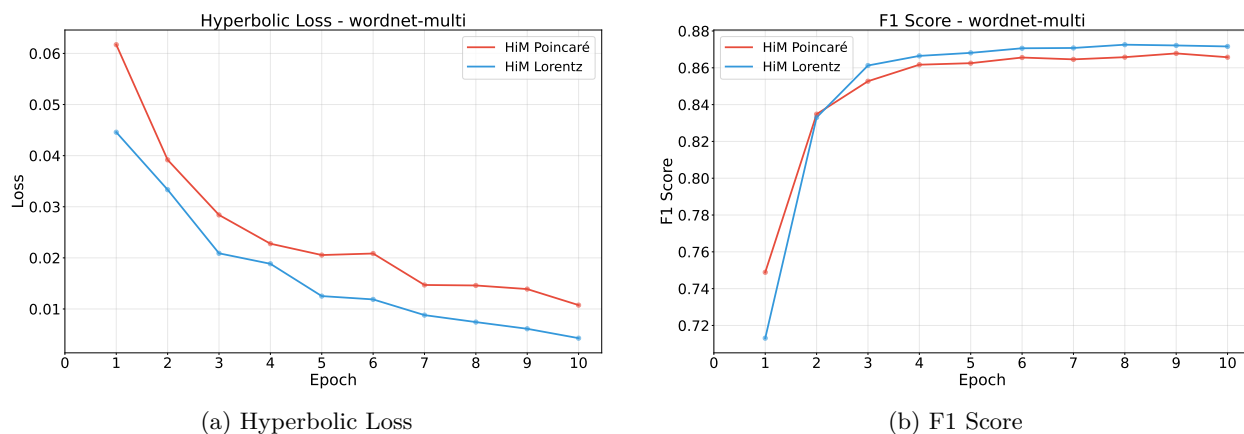 Hyperbolic Loss - wordnet-multi
HiM Poincaré
HiM Lorentz
Loss
0.06
0.05
0.04
0.03
0.02
0.01
0 1 2 3 4 5 6 7 8 9 10
Epoch
(a) Hyperbolic Loss
F1 Score - wordnet-multi
HiM Poincaré
HiM Lorentz
F1 Score
0.88
0.86
0.84
0.82
0.80
0.78
0.76
0.74
0.72
0 1 2 3 4 5 6 7 8 9 10
Epoch
(b) F1 Score